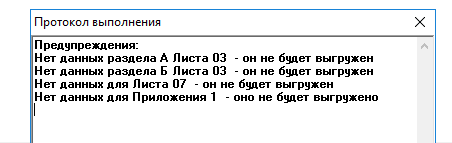 Протокол выполнения
Предупреждения:
Нет данных раздела А Листа 03 - он не будет выгружен
Нет данных раздела Б Листа 03 - он не будет выгружен
Нет данных для Листа 07 - он не будет выгружен
Нет данных для Приложения 1 - оно не будет выгружено